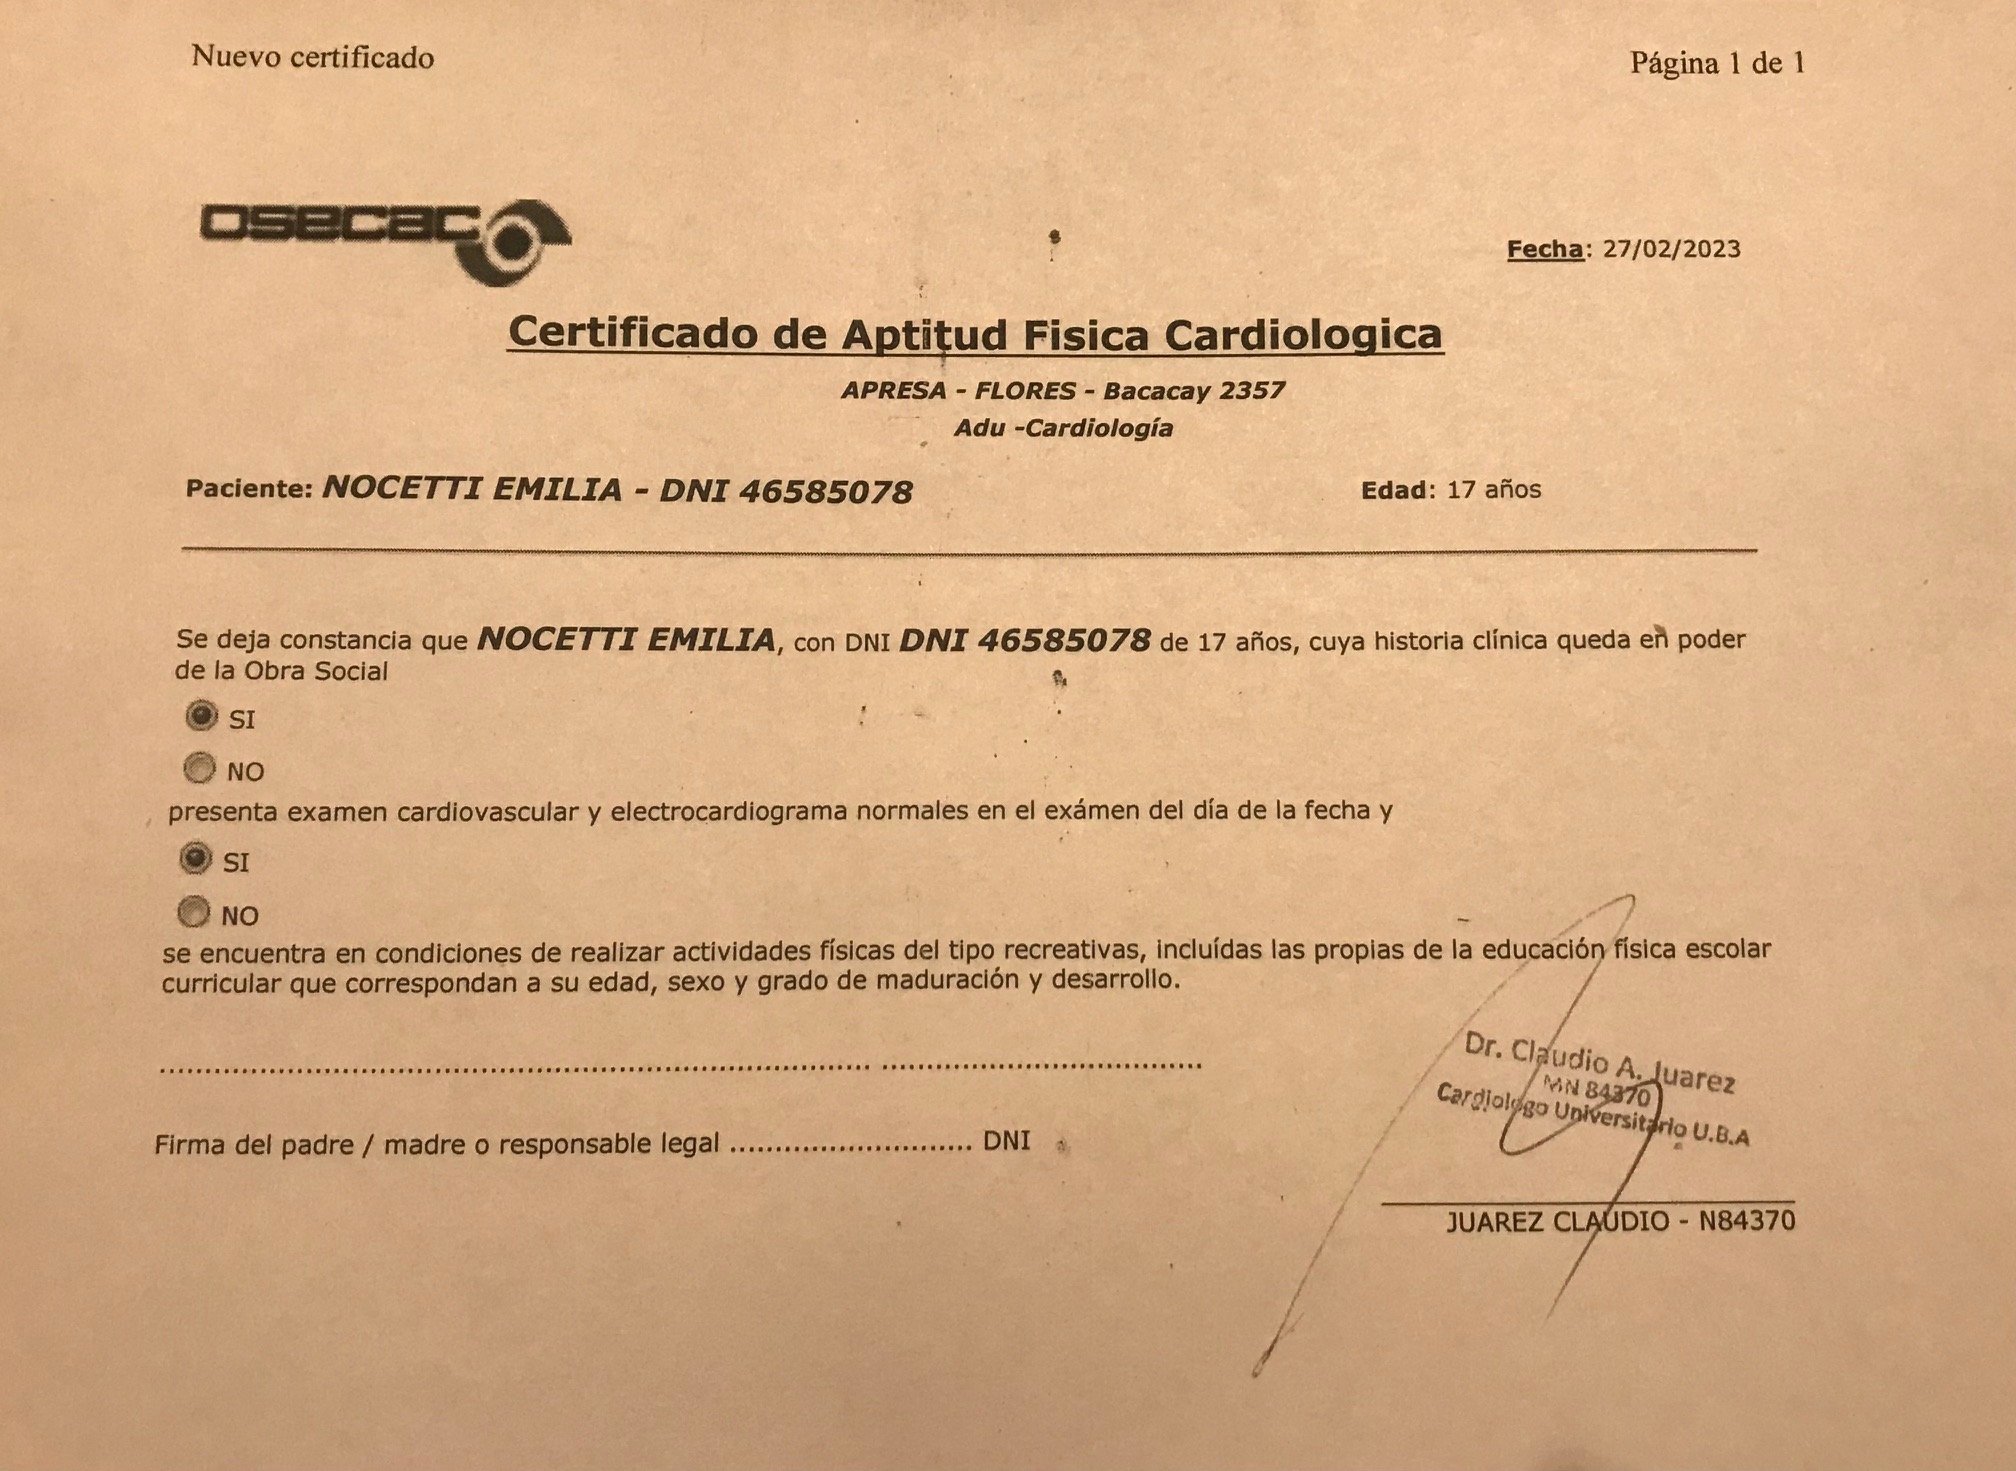 Nuevo certificado
Página 1 de 1
osecac
Fecha: 27/02/2023
Certificado de Aptitud Fisica Cardiologica
APRESA - FLORES - Bacacay 2357
Adu -Cardiología
Paciente: NOCETTI EMILIA - DNI 46585078
Edad: 17 años
Se deja constancia que NOCETTI EMILIA, con DNI DNI 46585078 de 17 años, cuya historia clínica queda en poder
de la Obra Social
SI
NO
presenta examen cardiovascular y electrocardiograma normales en el exámen del día de la fecha y
SI
NO
se encuentra en condiciones de realizar actividades físicas del tipo recreativas, incluídas las propias de la educación física escolar
curricular que correspondan a su edad, sexo y grado de maduración y desarrollo.
Dr. Claudio A. Juarez
MN 84370
Cardiologo Universitario U.B.A
Firma del padre / madre o responsable legal ........................... DNI
JUAREZ CLAUDIO - N84370